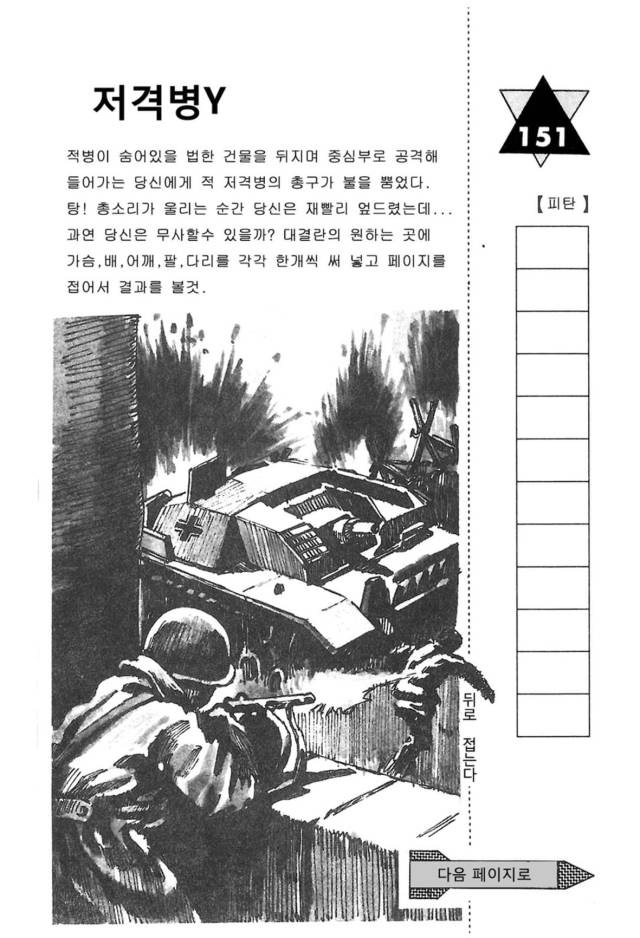 저격병Y
적병이 숨어있을 법한 건물을 뒤지며 중심부로 공격해
들어가는 당신에게 적 저격병의 총구가 불을 뿜었다.
탕! 총소리가 울리는 순간 당신은 재빨리 엎드렸는데...
과연 당신은 무사할수 있을까? 대결란의 원하는 곳에
가슴,배,어깨,팔,다리를 각각 한개씩 써 넣고 페이지를
접어서 결과를 볼것.
151
【피탄】
뒤로 접는다
다음 페이지로